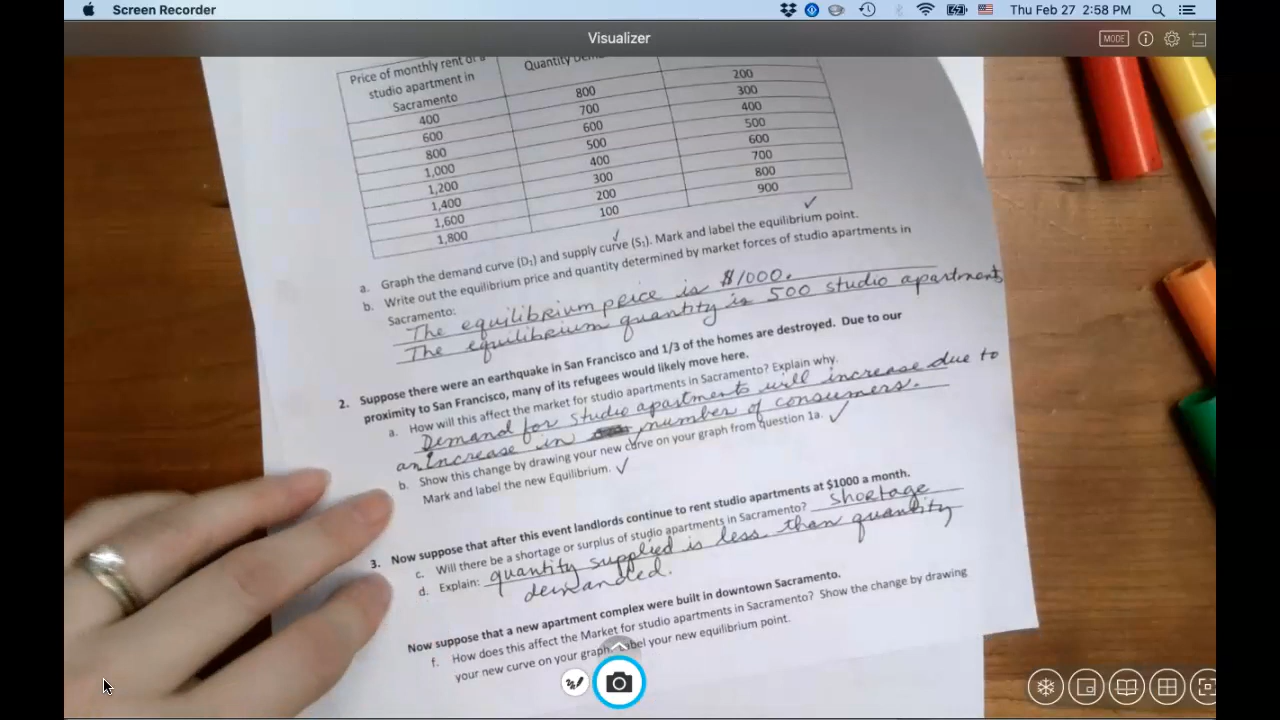 Screen Recorder
Thu Feb 27 2:58 PM
Visualizer
MODE
Price of monthly rent of a
studio apartment in
Sacramento
Quantity
400 800 200
600 700 300
800 600 400
1,000 500 500
1,200 400 600
1,400 300 700
1,600 200 800
1,800 100 900
a. Graph the demand curve (D₁) and supply curve (S₁). Mark and label the equilibrium point.
b. Write out the equilibrium price and quantity determined by market forces of studio apartments in
Sacramento:
The equilibrium price is $1000.
The equilibrium quantity is 500 studio apartments
2. Suppose there were an earthquake in San Francisco and 1/3 of the homes are destroyed. Due to our
proximity to San Francisco, many of its refugees would likely move here.
a. How will this affect the market for studio apartments in Sacramento? Explain why.
Demand for studio apartments will increase due to
an increase in number of consumers.
b. Show this change by drawing your new curve on your graph from question 1a.
Mark and label the new Equilibrium.
3. Now suppose that after this event landlords continue to rent studio apartments at $1000 a month.
c. Will there be a shortage or surplus of studio apartments in Sacramento? shortage
d. Explain: quantity supplied is less than quantity
demanded.
Now suppose that a new apartment complex were built in downtown Sacramento.
f. How does this affect the Market for studio apartments in Sacramento? Show the change by drawing
your new curve on your graph. Label your new equilibrium point.